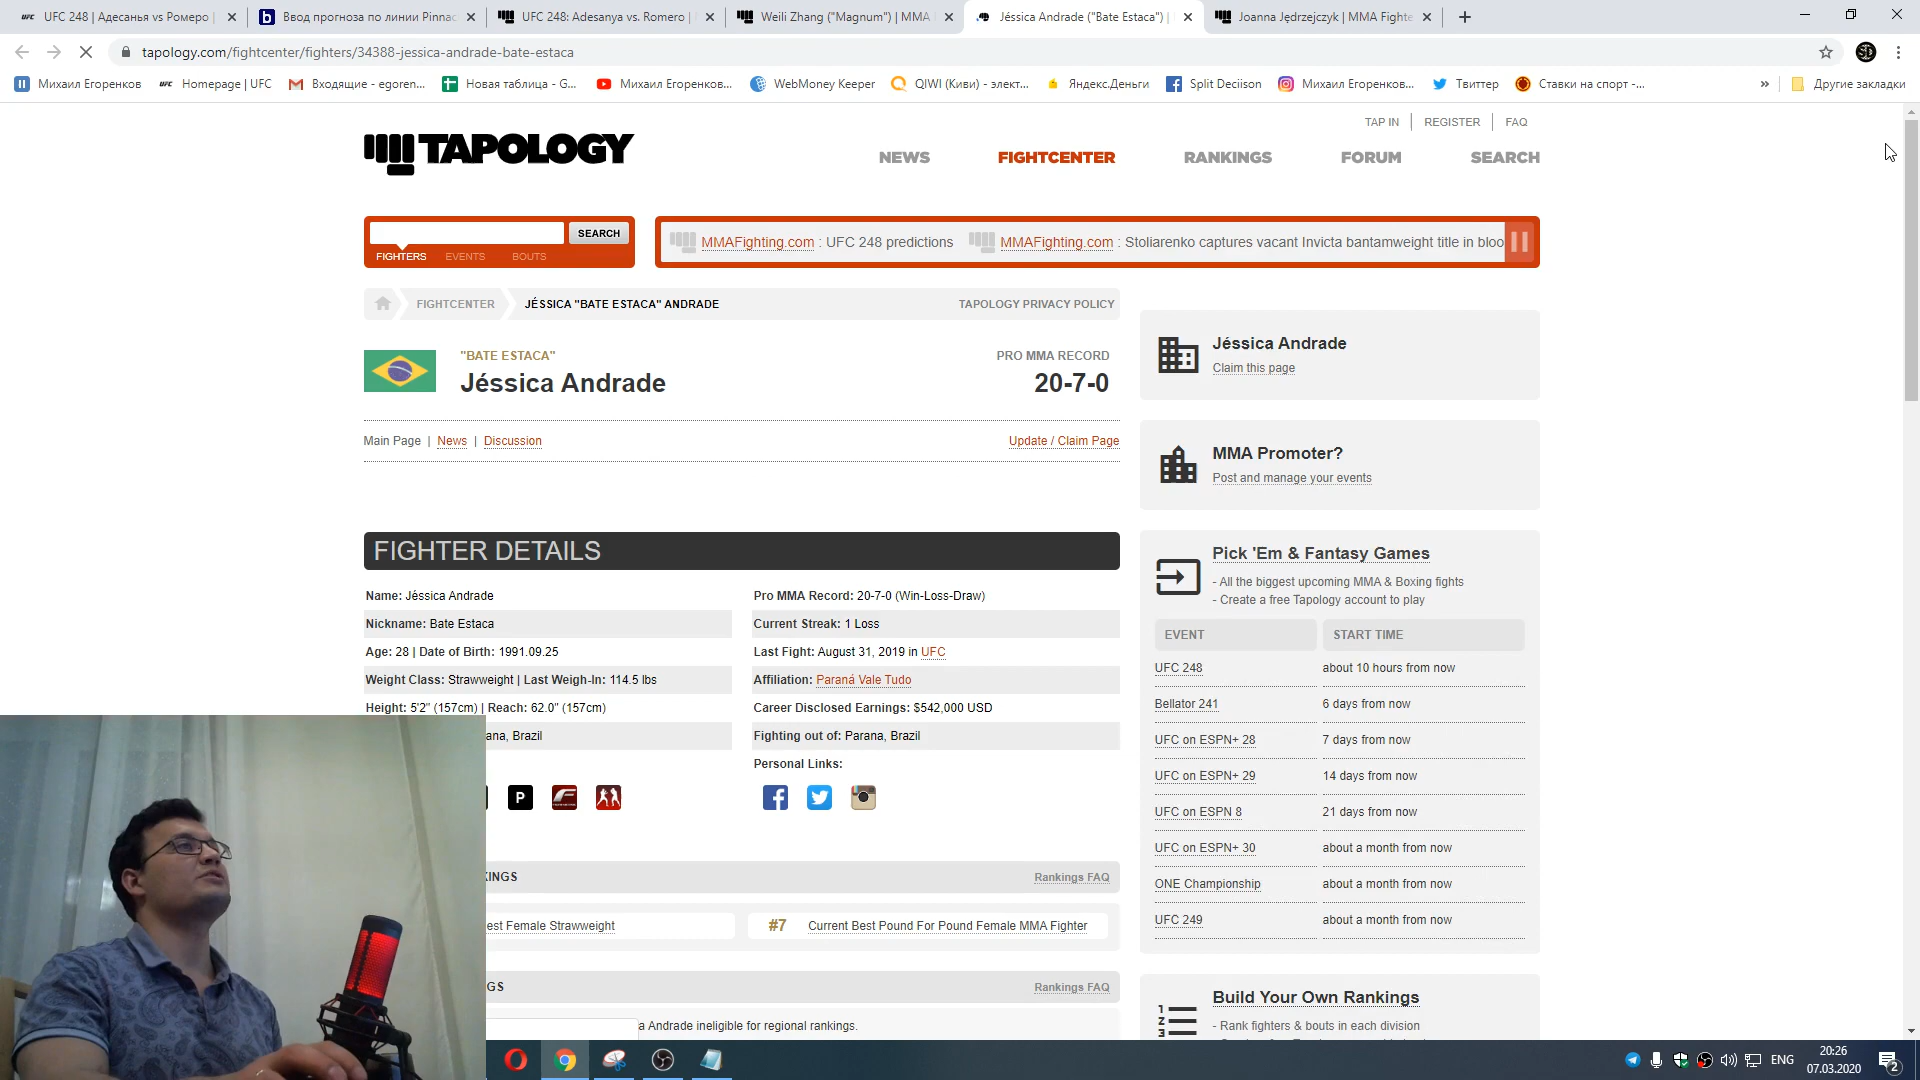 UFC 248 | Адесанья vs Ромеро |
Ввод прогноза по линии Pinnac
UFC 248: Adesanya vs. Romero |
Weili Zhang ("Magnum") | MMA
Jéssica Andrade ("Bate Estaca") |
Joanna Jędrzejczyk | MMA Fighte
tapology.com/fightcenter/fighters/34388-jessica-andrade-bate-estaca
Михаил Егоренков
Homepage | UFC
Входящие - egoren...
Новая таблица - G...
Михаил Егоренков...
WebMoney Keeper
QIWI (Киви) - элект...
Яндекс.Деньги
Split Deciison
Михаил Егоренков...
Твиттер
Ставки на спорт -...
»
Другие закладки
TAP IN | REGISTER | FAQ
TAPOLOGY
NEWS
FIGHTCENTER
RANKINGS
FORUM
SEARCH
SEARCH
FIGHTERS EVENTS BOUTS
MMAFighting.com : UFC 248 predictions
MMAFighting.com : Stoliarenko captures vacant Invicta bantamweight title in bloo
FIGHTCENTER
JÉSSICA "BATE ESTACA" ANDRADE
TAPOLOGY PRIVACY POLICY
"BATE ESTACA"
Jéssica Andrade
PRO MMA RECORD
20-7-0
Main Page | News | Discussion
Update / Claim Page
FIGHTER DETAILS
Name: Jéssica Andrade
Pro MMA Record: 20-7-0 (Win-Loss-Draw)
Nickname: Bate Estaca
Current Streak: 1 Loss
Age: 28 | Date of Birth: 1991.09.25
Last Fight: August 31, 2019 in UFC
Weight Class: Strawweight | Last Weigh-In: 114.5 lbs
Affiliation: Paraná Vale Tudo
Height: 5'2" (157cm) | Reach: 62.0" (157cm)
Career Disclosed Earnings: $542,000 USD
ana, Brazil
Fighting out of: Parana, Brazil
Personal Links:
P
KINGS
Rankings FAQ
est Female Strawweight
#7 Current Best Pound For Pound Female MMA Fighter
GS
Rankings FAQ
a Andrade ineligible for regional rankings.
Jéssica Andrade
Claim this page
MMA Promoter?
Post and manage your events
Pick 'Em & Fantasy Games
- All the biggest upcoming MMA & Boxing fights
- Create a free Tapology account to play
EVENT START TIME
UFC 248 about 10 hours from now
Bellator 241 6 days from now
UFC on ESPN+ 28 7 days from now
UFC on ESPN+ 29 14 days from now
UFC on ESPN 8 21 days from now
UFC on ESPN+ 30 about a month from now
ONE Championship about a month from now
UFC 249 about a month from now
Build Your Own Rankings
- Rank fighters & bouts in each division
ENG
20:26
07.03.2020
2